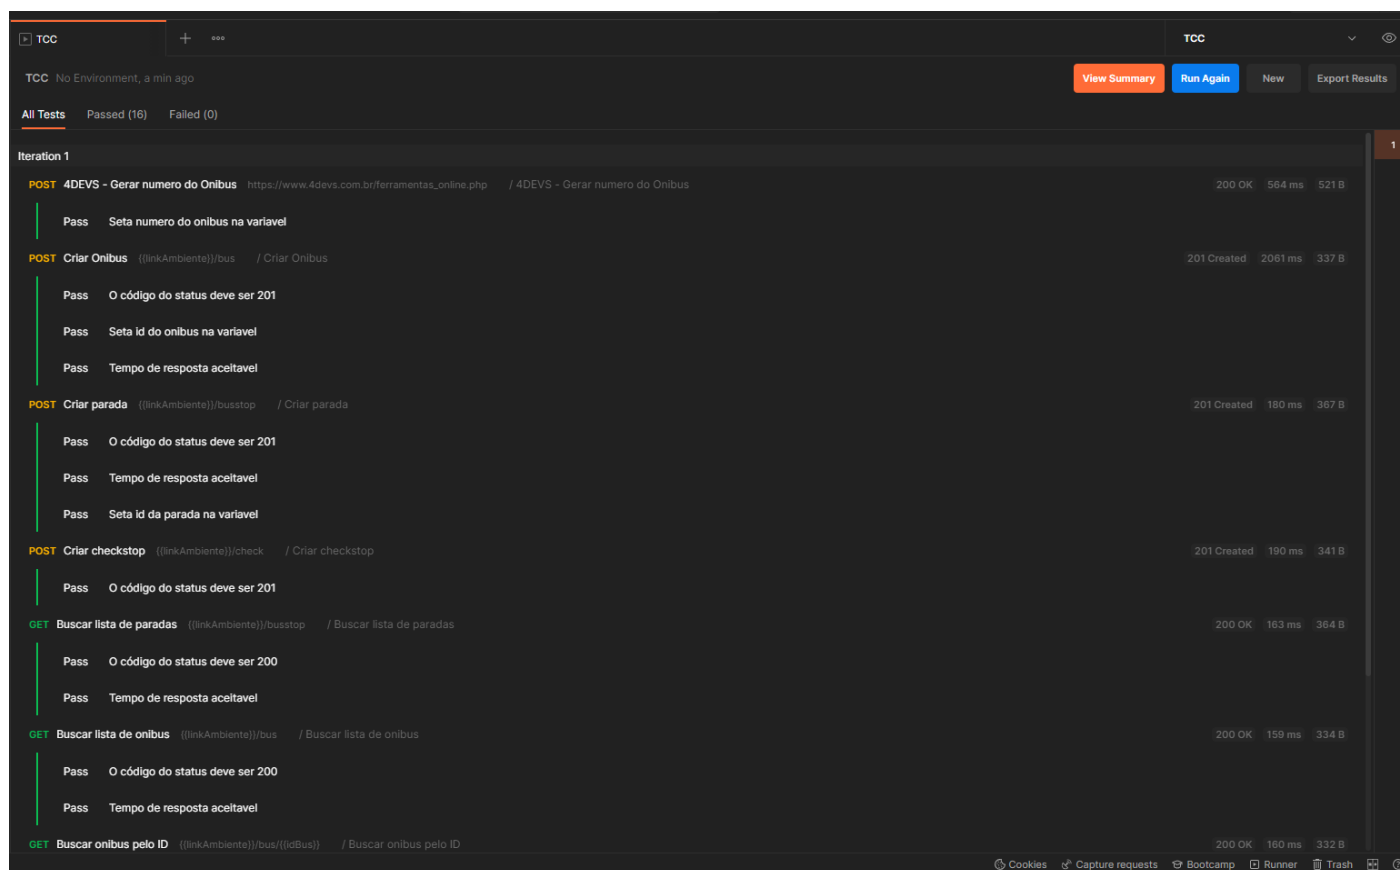 TCC + ooo TCC
TCC No Environment, a min ago View Summary Run Again New Export Results
All Tests Passed (16) Failed (0)
Iteration 1 1
POST 4DEVS - Gerar numero do Onibus https://www.4devs.com.br/ferramentas_online.php / 4DEVS - Gerar numero do Onibus 200 OK 564 ms 521 B
Pass Seta numero do onibus na variavel
POST Criar Onibus {{linkAmbiente}}/bus / Criar Onibus 201 Created 2061 ms 337 B
Pass O código do status deve ser 201
Pass Seta id do onibus na variavel
Pass Tempo de resposta aceitavel
POST Criar parada {{linkAmbiente}}/busstop / Criar parada 201 Created 180 ms 367 B
Pass O código do status deve ser 201
Pass Tempo de resposta aceitavel
Pass Seta id da parada na variavel
POST Criar checkstop {{linkAmbiente}}/check / Criar checkstop 201 Created 190 ms 341 B
Pass O código do status deve ser 201
GET Buscar lista de paradas {{linkAmbiente}}/busstop / Buscar lista de paradas 200 OK 163 ms 364 B
Pass O código do status deve ser 200
Pass Tempo de resposta aceitavel
GET Buscar lista de onibus {{linkAmbiente}}/bus / Buscar lista de onibus 200 OK 159 ms 334 B
Pass O código do status deve ser 200
Pass Tempo de resposta aceitavel
GET Buscar onibus pelo ID {{linkAmbiente}}/bus/{{idBus}} / Buscar onibus pelo ID 200 OK 160 ms 332 B
Cookies Capture requests Bootcamp Runner Trash